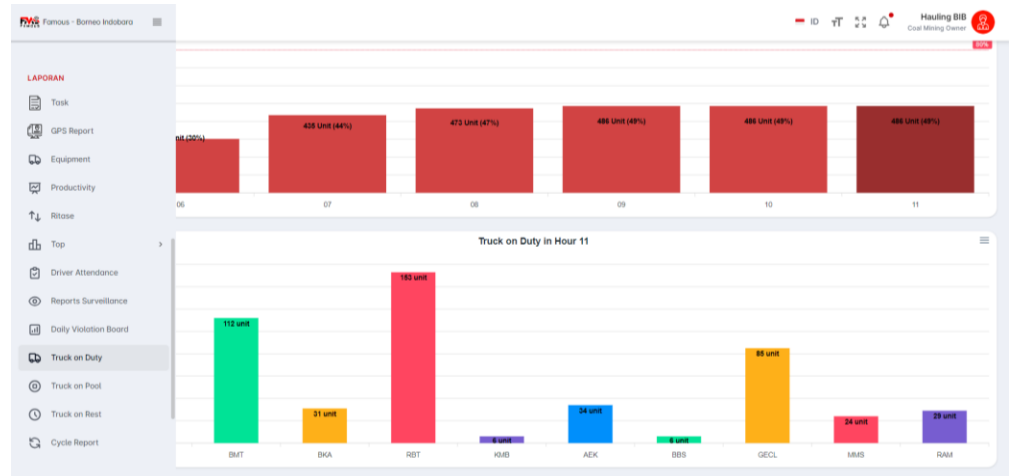 FMS Famous - Borneo Indobara
ID
Hauling BIB
Coal Mining Owner
LAPORAN
Task
GPS Report
Equipment
Productivity
Ritase
Top
Driver Attendance
Reports Surveillance
Daily Violation Board
Truck on Duty
Truck on Pool
Truck on Rest
Cycle Report
80%
nit (30%)
435 Unit (44%)
473 Unit (47%)
486 Unit (49%)
486 Unit (49%)
486 Unit (49%)
06 07 08 09 10 11
Truck on Duty in Hour 11
112 unit
31 unit
183 unit
6 unit
34 unit
6 unit
85 unit
24 unit
29 unit
BMT BKA RBT KMB AEK BBS GECL MMS RAM